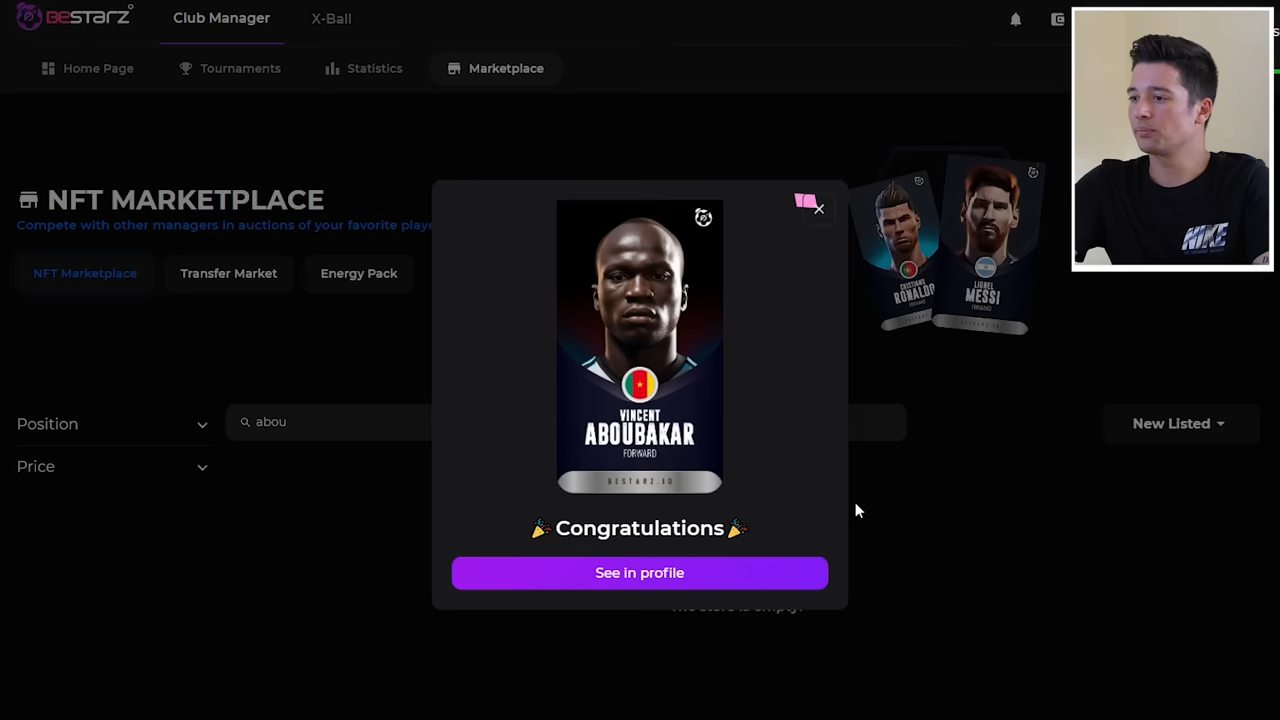 BESTARZ
Club Manager
X-Ball
Home Page
Tournaments
Statistics
Marketplace
NFT MARKETPLACE
Compete with other managers in auctions of your favorite playe
NFT Marketplace
Transfer Market
Energy Pack
CRISTIANO
RONALDO
FORWARD
LIONEL
MESSI
FORWARD
NIKE
Position
abou
New Listed
Price
VINCENT
ABOUBAKAR
FORWARD
BESTARZ.IO
Congratulations
See in profile